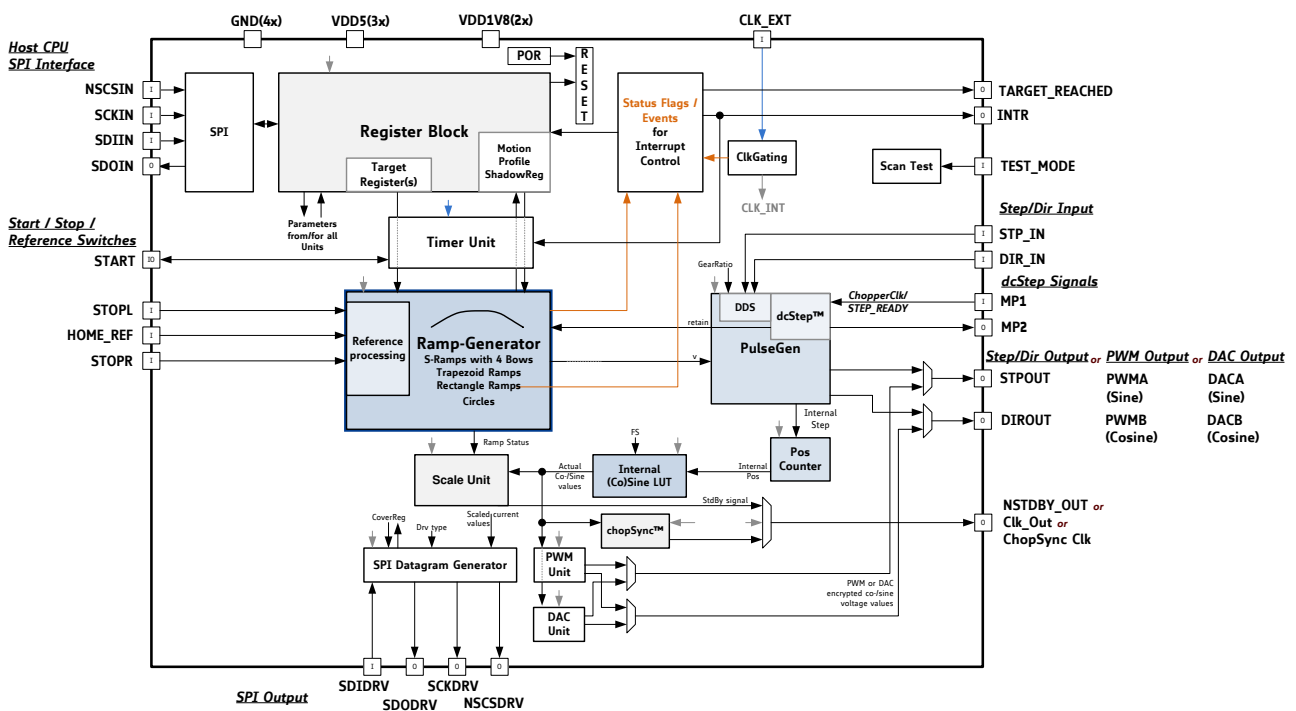 GND(4x)
VDD5(3x)
VDD1V8(2x)
CLK_EXT
I
Host CPU
SPI Interface
NSCSIN
I
SCKIN
I
SDIIN
I
SDOIN
O
SPI
Register Block
Target
Register(s)
Motion
Profile
ShadowReg
POR
R
E
S
E
T
Status Flags /
Events
for
Interrupt
Control
ClkGating
CLK_INT
Scan Test
O
TARGET_REACHED
O
INTR
I
TEST_MODE
Parameters
from/for all
Units
Timer Unit
Start / Stop /
Reference Switches
START
IO
STOPL
I
HOME_REF
I
STOPR
I
Reference
processing
Ramp-Generator
S-Ramps with 4 Bows
Trapezoid Ramps
Rectangle Ramps
Circles
retain
v
GearRatio
DDS
dcStep™
PulseGen
ChopperClk/
STEP_READY
Step/Dir Input
I
STP_IN
I
DIR_IN
dcStep Signals
I
MP1
O
MP2
Step/Dir Output or PWM Output or DAC Output
O
STPOUT
PWMA
(Sine)
DACA
(Sine)
O
DIROUT
PWMB
(Cosine)
DACB
(Cosine)
Internal
Step
Pos
Counter
Internal
Pos
FS
Internal
(Co)Sine LUT
Actual
Co-/Sine
values
Ramp Status
Scale Unit
StdBy signal
chopSync™
O
NSTDBY_OUT or
Clk_Out or
ChopSync Clk
CoverReg
Drv type
Scaled current
values
SPI Datagram Generator
PWM
Unit
DAC
Unit
PWM or DAC
encrypted co-/sine
voltage values
I
O
O
O
SDIDRV
SDODRV
SCKDRV
NSCSDRV
SPI Output